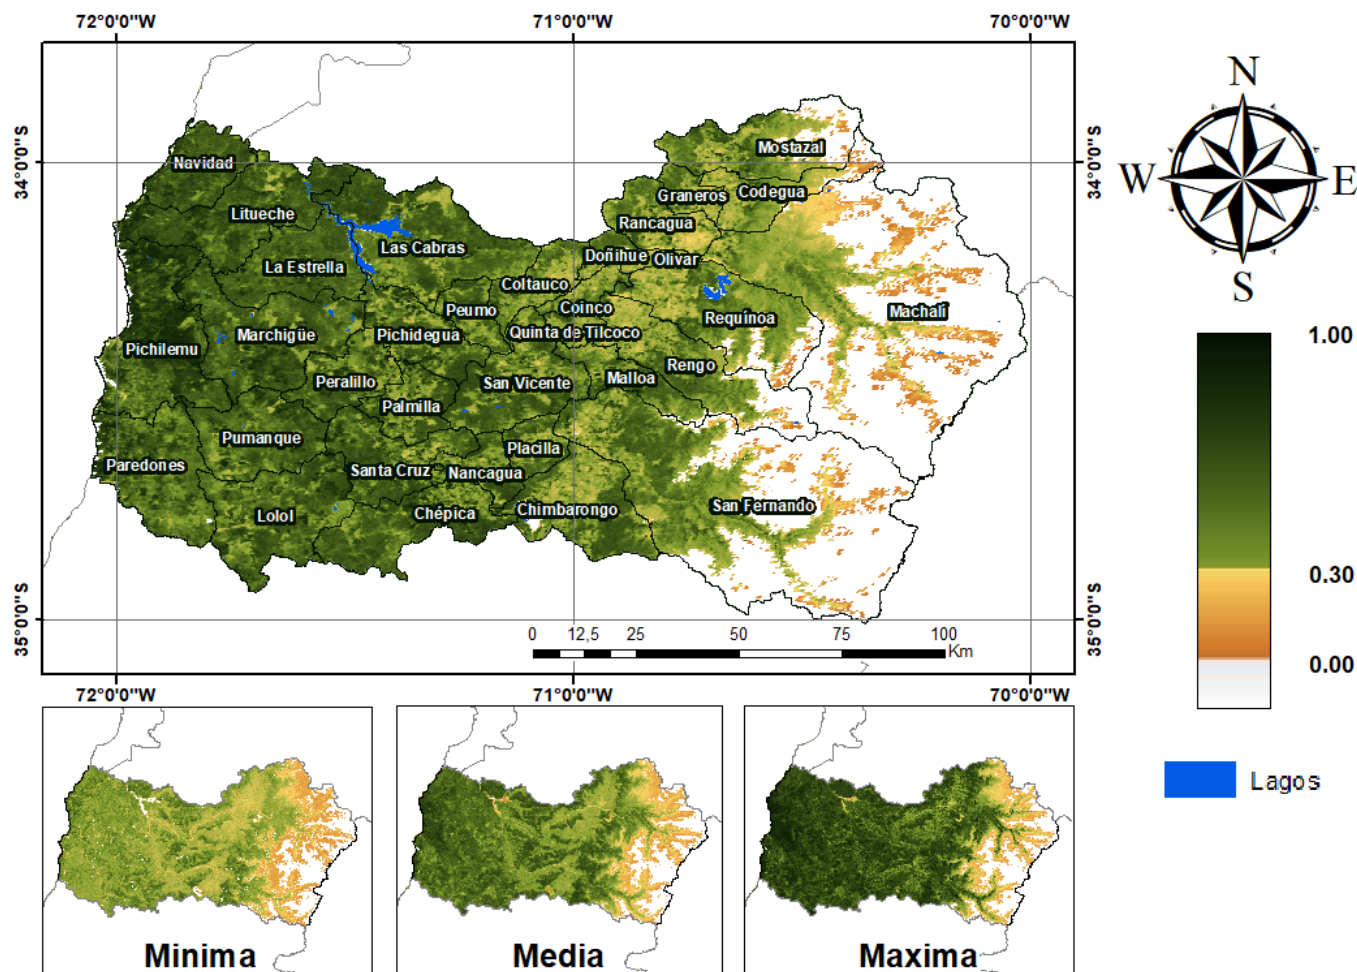 72°0'0"W 71°0'0"W 70°0'0"W
34°0'0"S
34°0'0"S
35°0'0"S
35°0'0"S
Navidad
Mostazal
Graneros
Codegua
Litueche
Rancagua
Las Cabras
Doñihue
Olivar
La Estrella
Coltauco
Peumo
Coinco
Requínoa
Machalí
Marchigüe
Pichidegua
Quinta de Tilcoco
Pichilemu
Rengo
Peralillo
San Vicente
Malloa
Palmilla
Pumanque
Placilla
Paredones
Santa Cruz
Nancagua
San Fernando
Lolol
Chépica
Chimbarongo
0 12,5 25 50 75 100
Km
72°0'0"W 71°0'0"W 70°0'0"W
N
W
E
S
1.00
0.30
0.00
Lagos
Minima
Media
Maxima